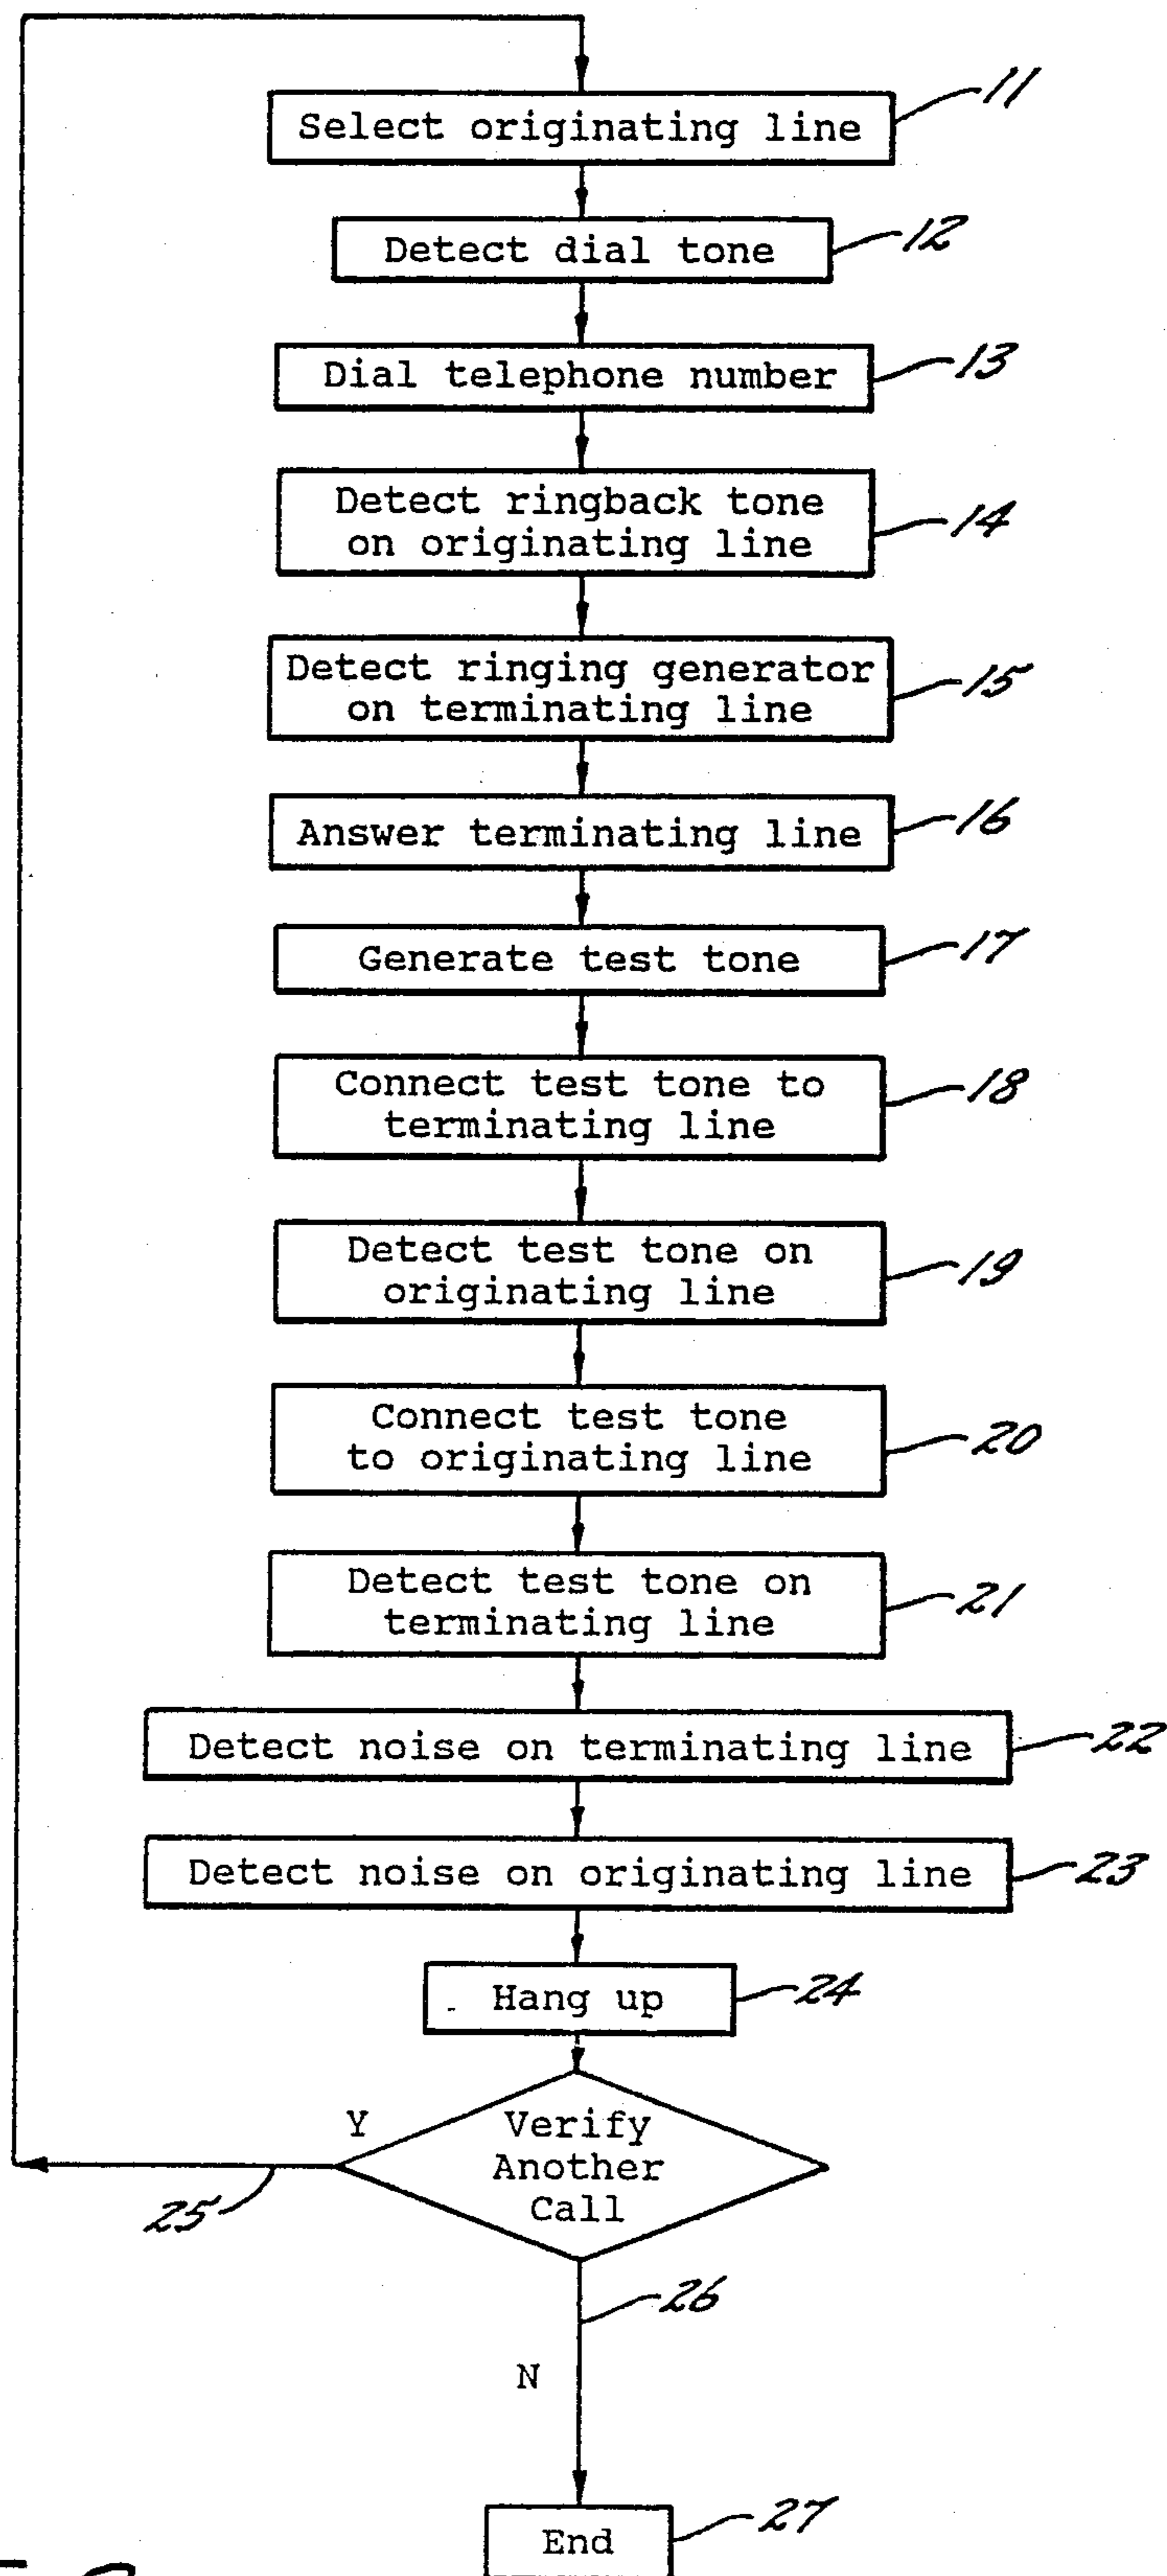 Select originating line
11
Detect dial tone
12
Dial telephone number
13
Detect ringback tone
on originating line
14
Detect ringing generator
on terminating line
15
Answer terminating line
16
Generate test tone
17
Connect test tone to
terminating line
18
Detect test tone on
originating line
19
Connect test tone
to originating line
20
Detect test tone on
terminating line
21
Detect noise on terminating line
22
Detect noise on originating line
23
Hang up
24
Y
Verify
Another
Call
25
26
N
End
27